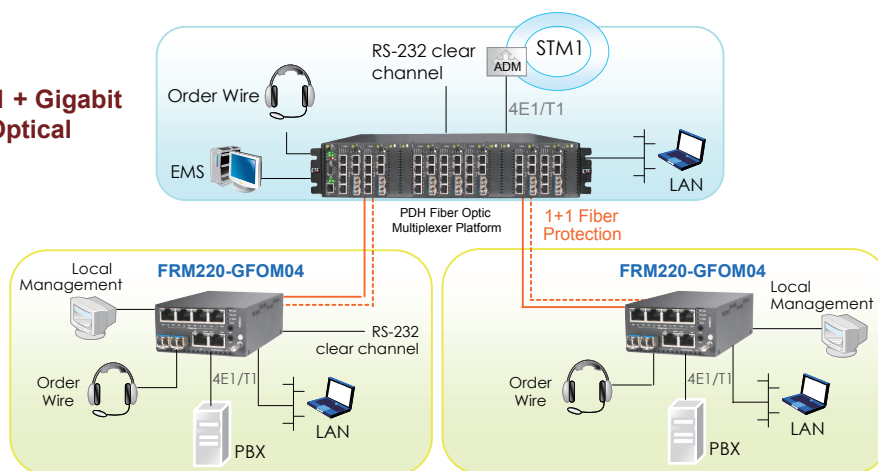 1 + Gigabit
Optical
RS-232 clear
channel
ADM
STM1
Order Wire
4E1/T1
EMS
LAN
PDH Fiber Optic
Multiplexer Platform
1+1 Fiber
Protection
Local
Management
FRM220-GFOM04
RS-232
clear channel
Order
Wire
4E1/T1
LAN
PBX
FRM220-GFOM04
Local
Management
Order
Wire
4E1/T1
LAN
PBX